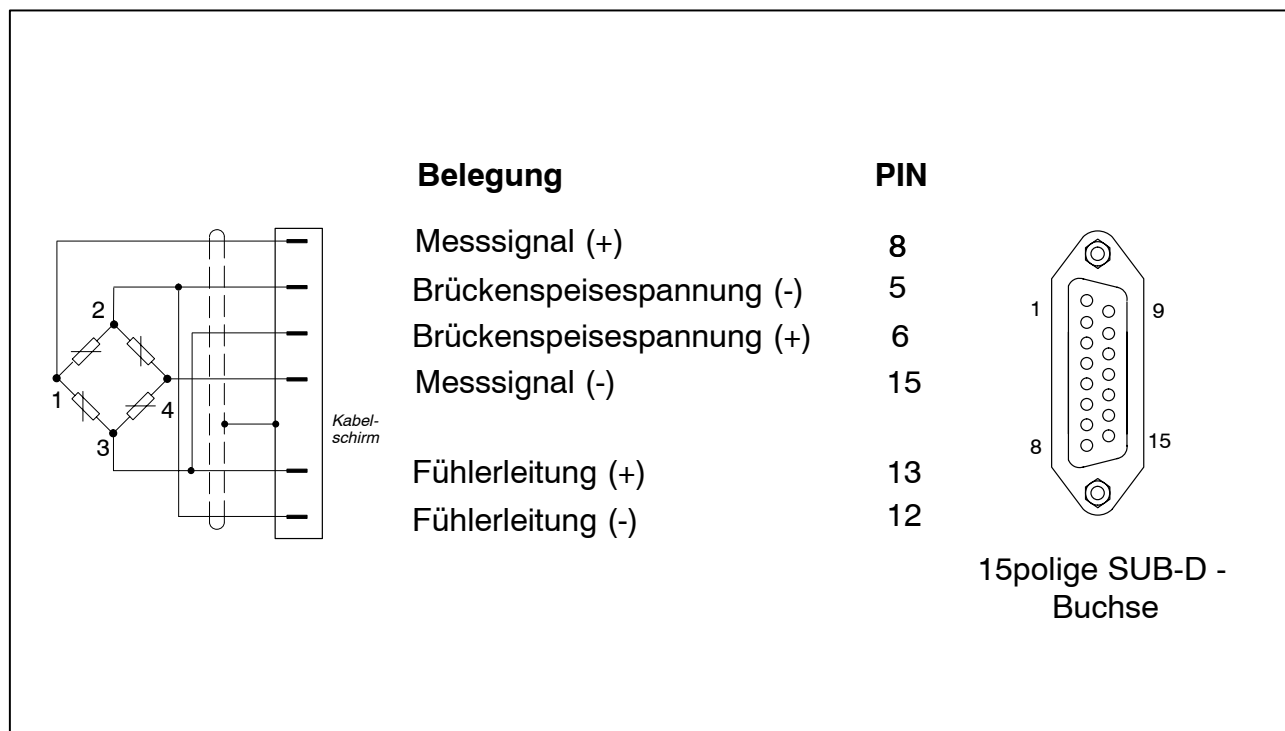 Belegung PIN
Messsignal (+) 8
Brückenspeisespannung (-) 5
Brückenspeisespannung (+) 6
Messsignal (-) 15
Fühlerleitung (+) 13
Fühlerleitung (-) 12
2
1
4
3
Kabel-
schirm
1
9
8
15
15polige SUB-D -
Buchse